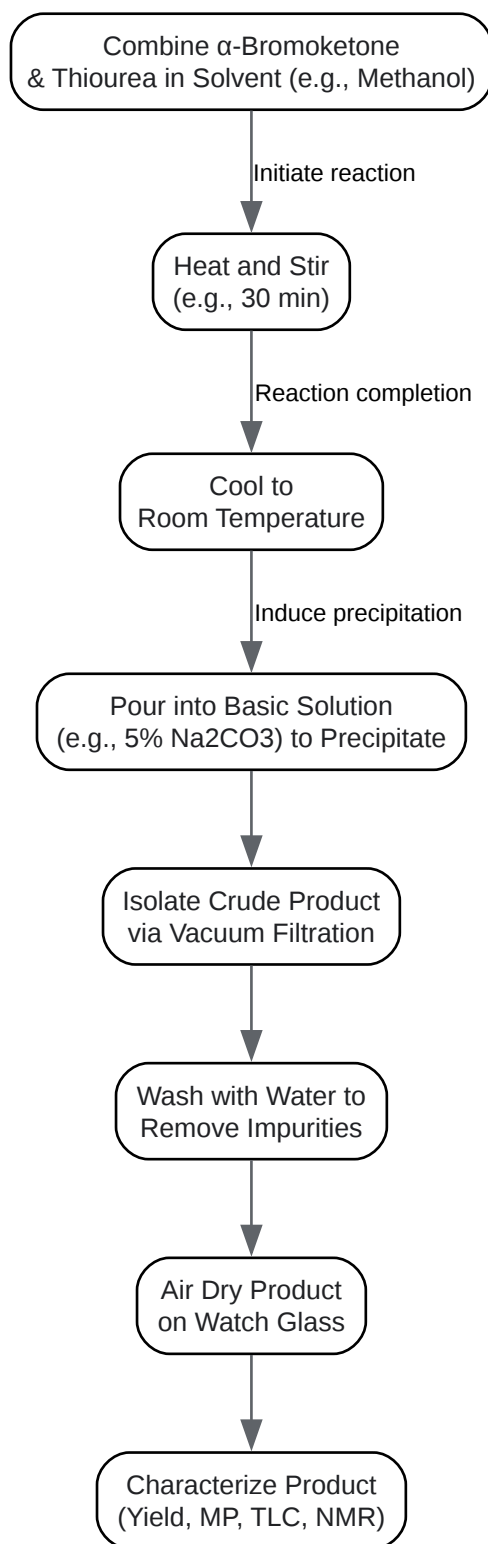 Combine α-Bromoketone
& Thiourea in Solvent (e.g., Methanol)
Initiate reaction
Heat and Stir
(e.g., 30 min)
Reaction completion
Cool to
Room Temperature
Induce precipitation
Pour into Basic Solution
(e.g., 5% Na2CO3) to Precipitate
Isolate Crude Product
via Vacuum Filtration
Wash with Water to
Remove Impurities
Air Dry Product
on Watch Glass
Characterize Product
(Yield, MP, TLC, NMR)